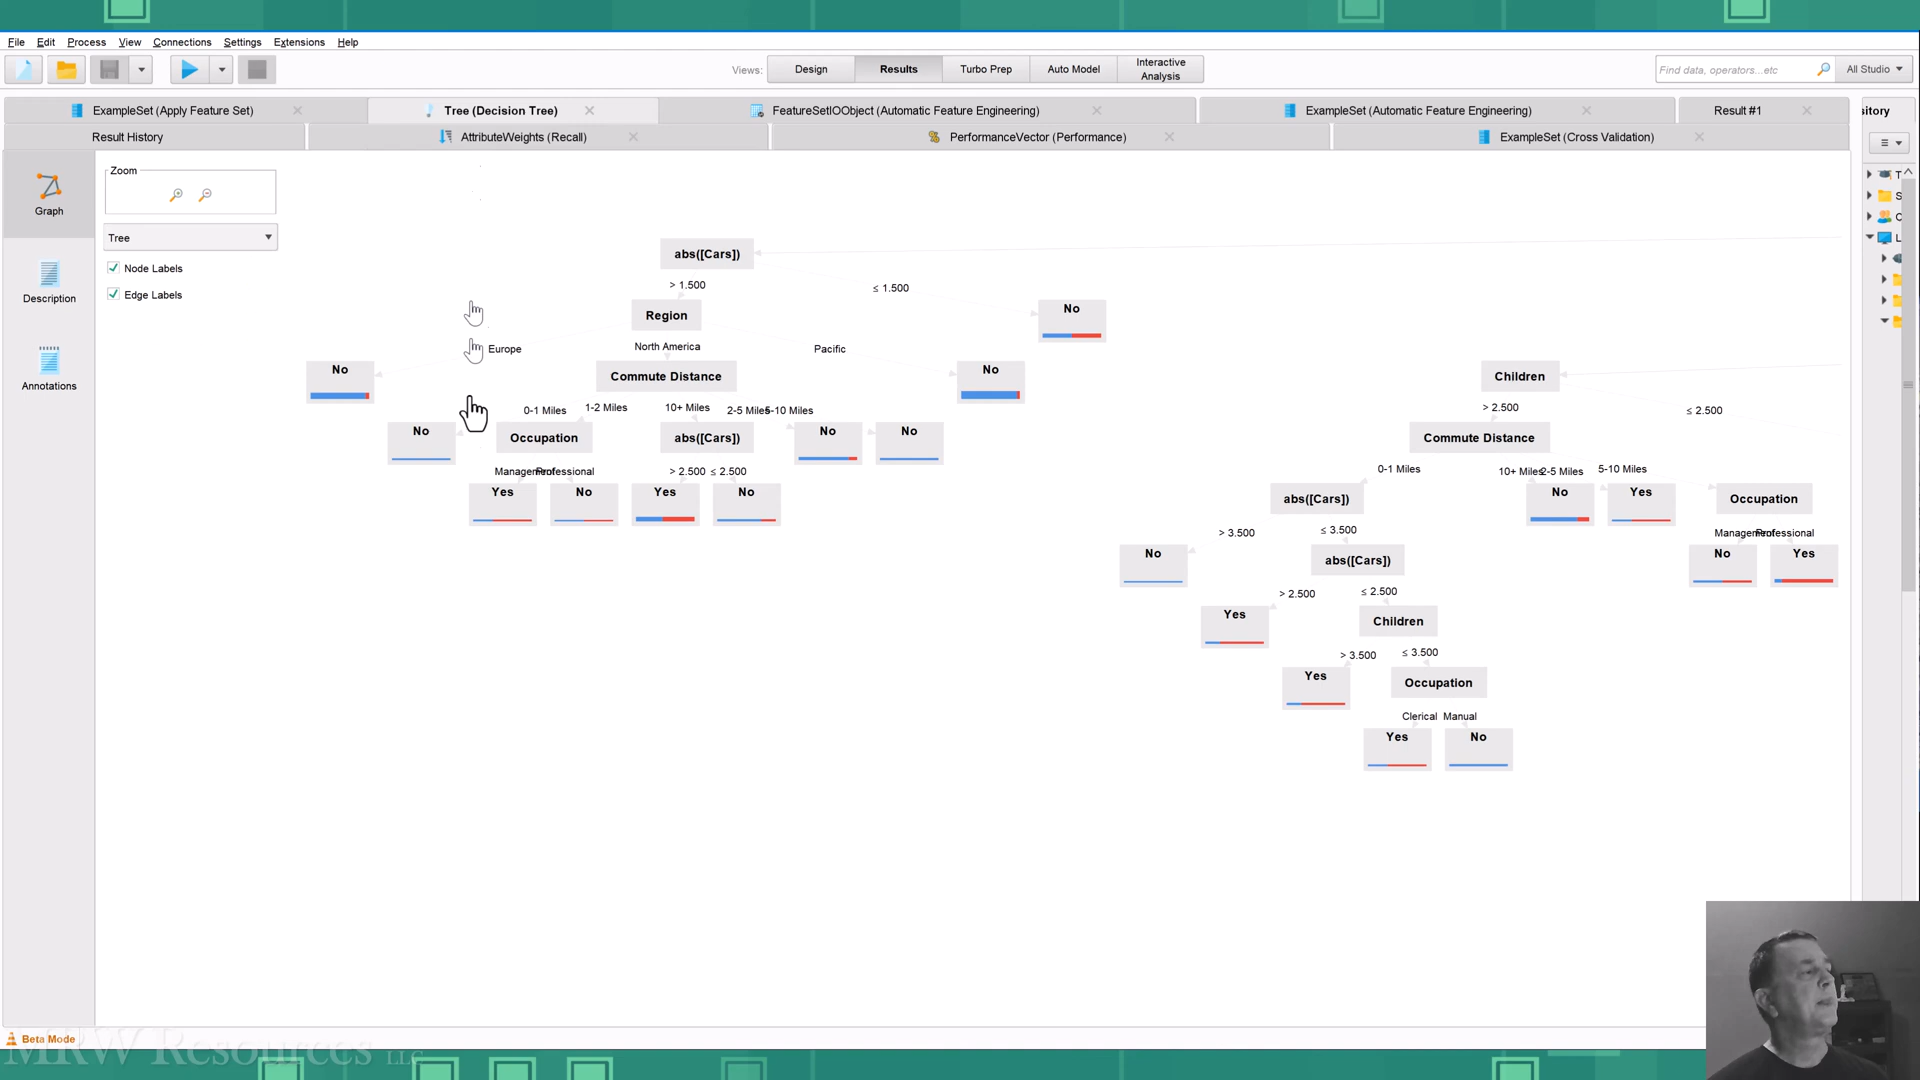 File Edit Process View Connections Settings Extensions Help
Views: Design Results Turbo Prep Auto Model Interactive Analysis
Find data, operators...etc All Studio
ExampleSet (Apply Feature Set) Tree (Decision Tree) FeatureSetIOObject (Automatic Feature Engineering) ExampleSet (Automatic Feature Engineering) Result #1 sitory
Result History AttributeWeights (Recall) PerformanceVector (Performance) ExampleSet (Cross Validation)
Zoom
Graph
Tree
Node Labels
Edge Labels
Description
Annotations
abs([Cars])
> 1.500 ≤ 1.500
Region No
Europe North America Pacific
No Commute Distance No Children
0-1 Miles 1-2 Miles 10+ Miles 2-5 Miles 5-10 Miles > 2.500 ≤ 2.500
No Occupation abs([Cars]) No No Commute Distance
Management Professional > 2.500 ≤ 2.500 0-1 Miles 10+ Miles 2-5 Miles 5-10 Miles
Yes No Yes No abs([Cars]) No Yes Occupation
> 3.500 ≤ 3.500 Management Professional
No abs([Cars]) No Yes
> 2.500 ≤ 2.500
Yes Children
> 3.500 ≤ 3.500
Yes Occupation
Clerical Manual
Yes No
Beta Mode
MRW Resources LLC